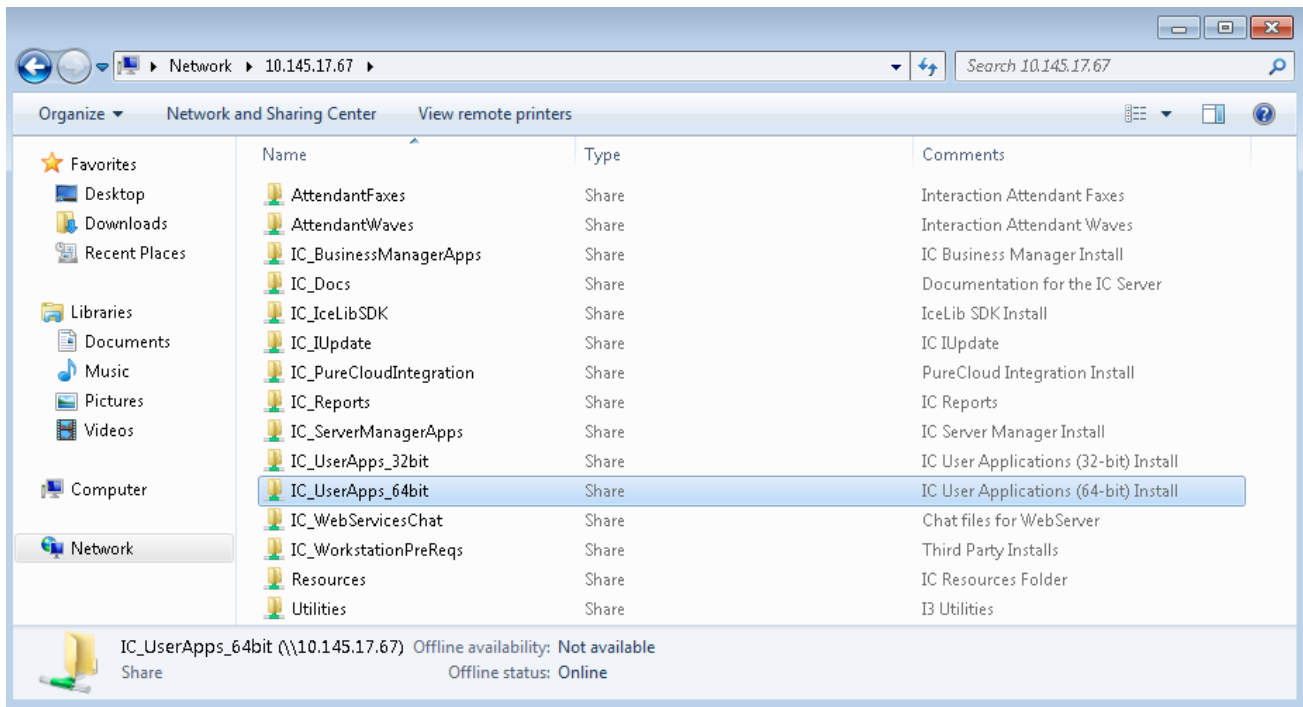 Network 10.145.17.67 Search 10.145.17.67
Organize Network and Sharing Center View remote printers
Favorites
Desktop
Downloads
Recent Places
Libraries
Documents
Music
Pictures
Videos
Computer
Network
Name Type Comments
AttendantFaxes Share Interaction Attendant Faxes
AttendantWaves Share Interaction Attendant Waves
IC_BusinessManagerApps Share IC Business Manager Install
IC_Docs Share Documentation for the IC Server
IC_IceLibSDK Share IceLib SDK Install
IC_IUpdate Share IC IUpdate
IC_PureCloudIntegration Share PureCloud Integration Install
IC_Reports Share IC Reports
IC_ServerManagerApps Share IC Server Manager Install
IC_UserApps_32bit Share IC User Applications (32-bit) Install
IC_UserApps_64bit Share IC User Applications (64-bit) Install
IC_WebServicesChat Share Chat files for WebServer
IC_WorkstationPreReqs Share Third Party Installs
Resources Share IC Resources Folder
Utilities Share I3 Utilities
IC_UserApps_64bit (\\10.145.17.67) Offline availability: Not available
Share Offline status: Online